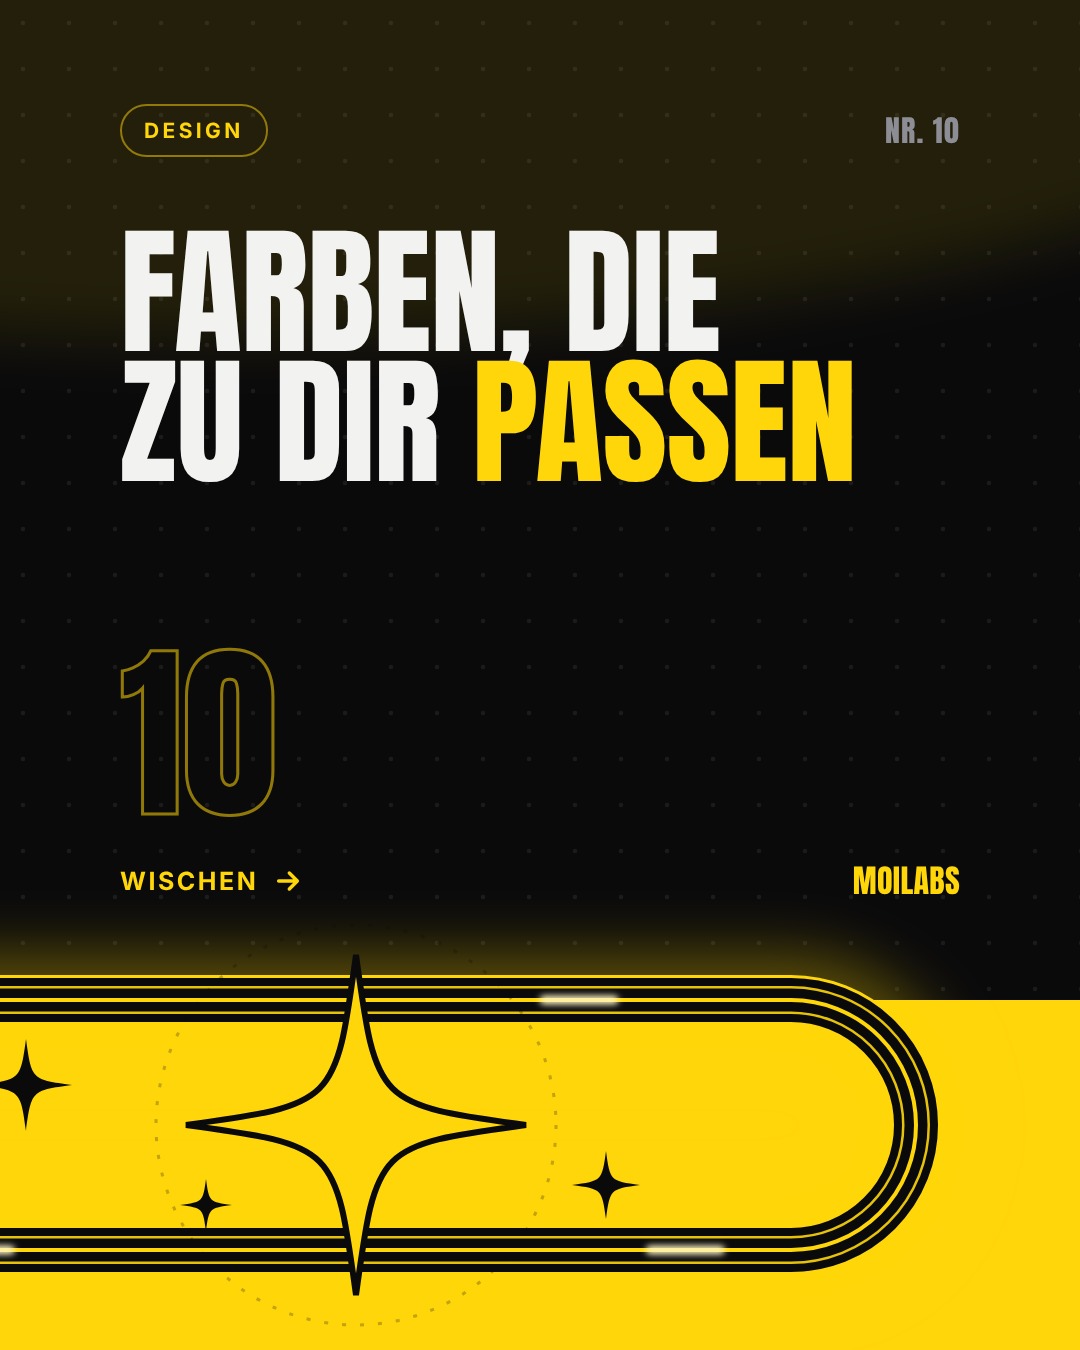 DESIGN
NR. 10
FARBEN, DIE
ZU DIR PASSEN
10
WISCHEN →
MOILABS